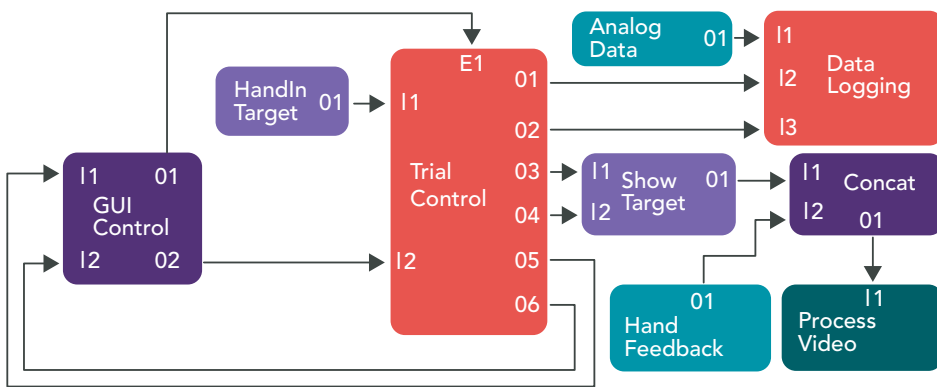 Analog
Data
01
I1
I2
I3
Data
Logging
HandIn
Target
01
E1
I1
I2
Trial
Control
01
02
03
04
05
06
I1
01
GUI
Control
I2
02
I1
I2
Show
Target
01
I1
I2
Concat
01
01
Hand
Feedback
I1
Process
Video